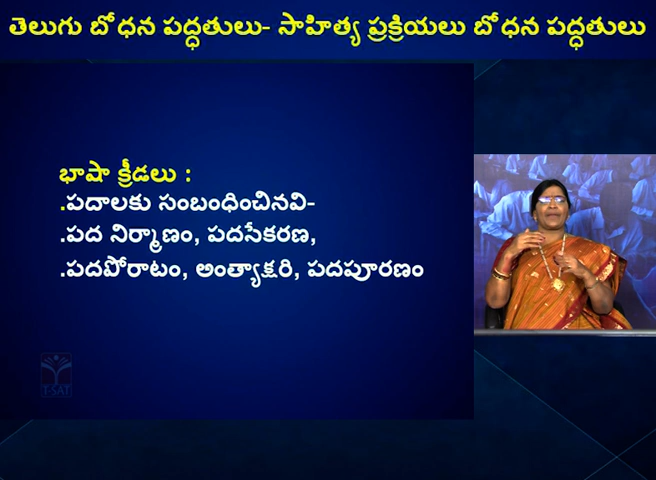 తెలుగు బోధన పద్ధతులు- సాహిత్య ప్రక్రియలు బోధన పద్ధతులు
భాషా క్రీడలు :
.పదాలకు సంబంధించినవి-
.పద నిర్మాణం, పదసేకరణ,
.పదపోరాటం, అంత్యాక్షరి, పదపూరణం
T-SAT